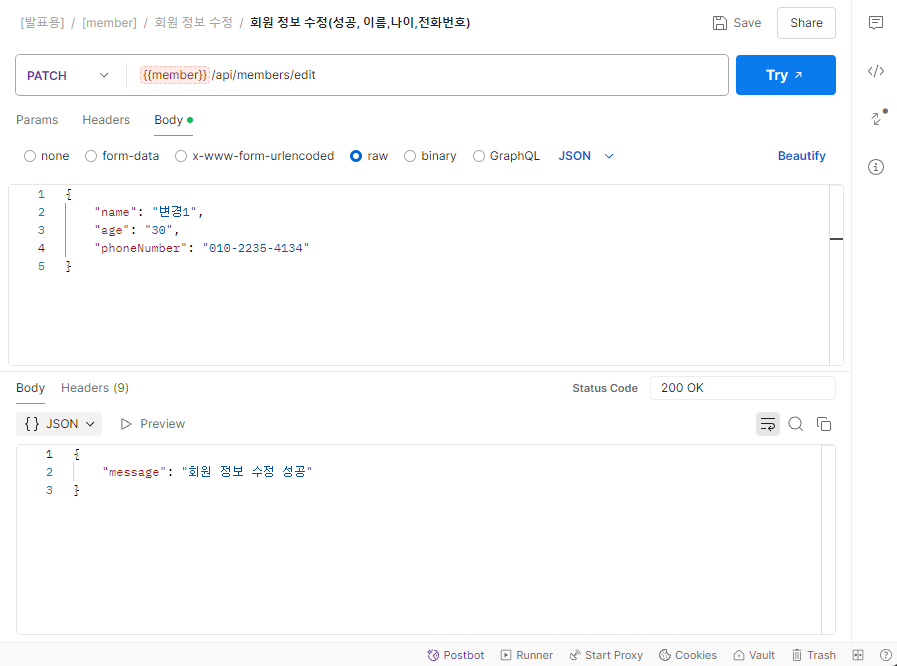 [발표용] / [member] / 회원 정보 수정 / 회원 정보 수정(성공, 이름,나이,전화번호) Save Share
PATCH {{member}}/api/members/edit Try
Params Headers Body
none form-data x-www-form-urlencoded raw binary GraphQL JSON Beautify
1 {
2 "name": "변경1",
3 "age": "30",
4 "phoneNumber": "010-2235-4134"
5 }
Body Headers (9) Status Code 200 OK
{} JSON Preview
1 {
2 "message": "회원 정보 수정 성공"
3 }
Postbot Runner Start Proxy Cookies Vault Trash